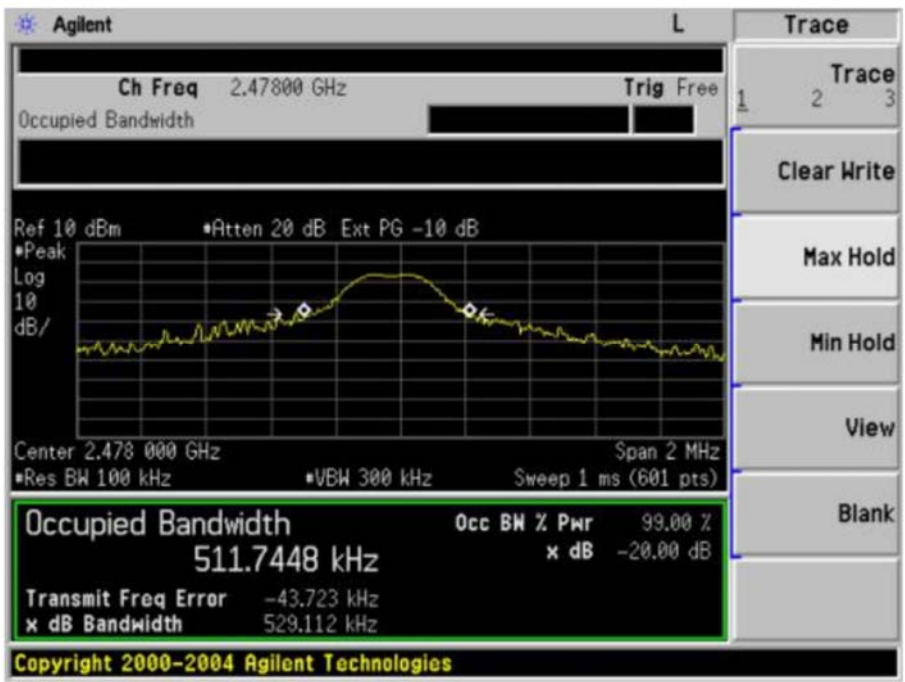 Agilent L Trace
Ch Freq 2.47800 GHz Trig Free
Occupied Bandwidth
Trace
1 2 3
Clear Write
Max Hold
Min Hold
View
Blank
Ref 10 dBm #Atten 20 dB Ext PG -10 dB
#Peak
Log
10
dB/
Center 2.478 000 GHz Span 2 MHz
#Res BW 100 kHz #VBW 300 kHz Sweep 1 ms (601 pts)
Occupied Bandwidth Occ BW % Pwr 99.00 %
511.7448 kHz x dB -20.00 dB
Transmit Freq Error -43.723 kHz
x dB Bandwidth 529.112 kHz
Copyright 2000-2004 Agilent Technologies